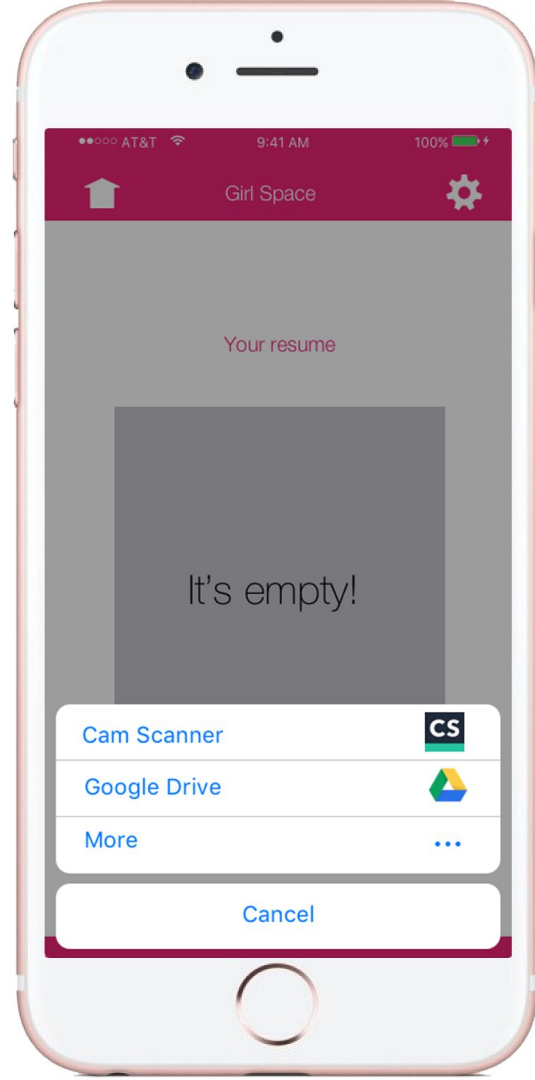 AT&T 9:41 AM 100%
Girl Space
Your resume
It's empty!
Cam Scanner CS
Google Drive
More ...
Cancel